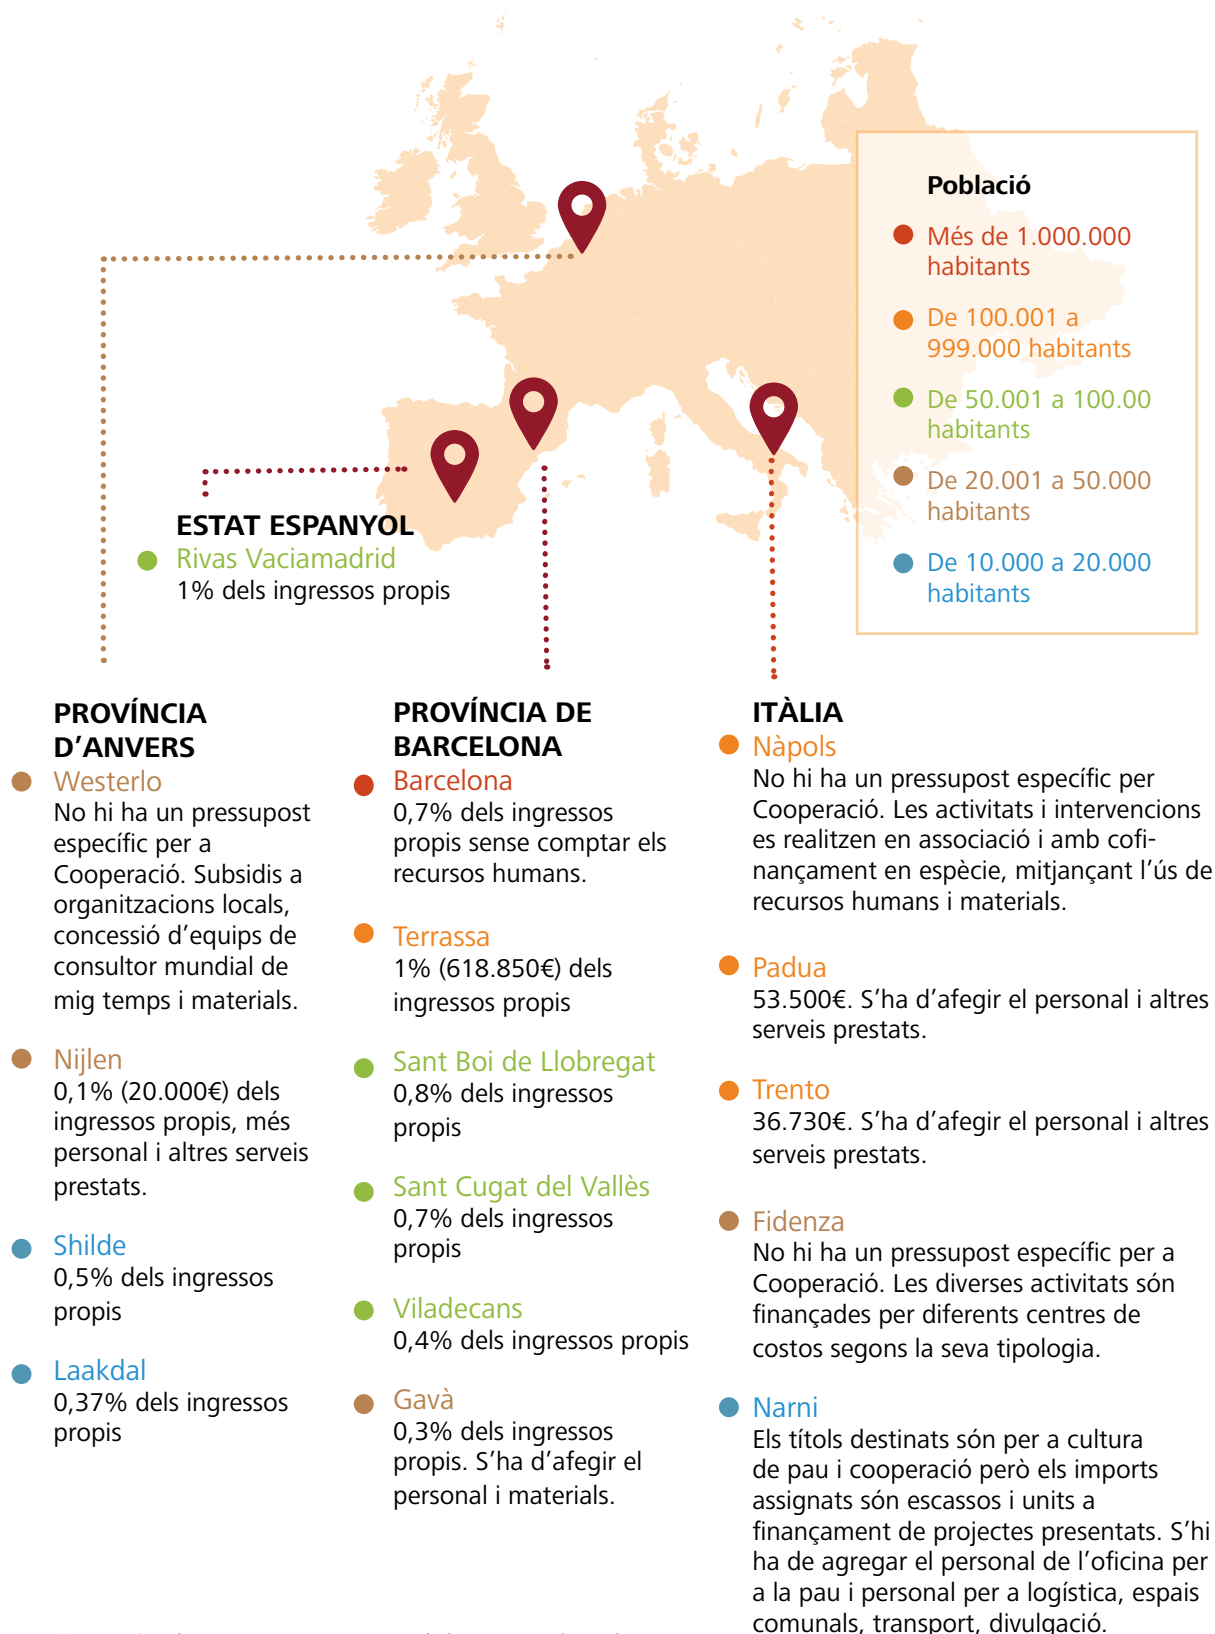 Població
Més de 1.000.000
habitants
De 100.001 a
999.000 habitants
De 50.001 a 100.00
habitants
De 20.001 a 50.000
habitants
De 10.000 a 20.000
habitants
ESTAT ESPANYOL
Rivas Vaciamadrid
1% dels ingressos propis
PROVÍNCIA
D’ANVERS
Westerlo
No hi ha un pressupost
específic per a
Cooperació. Subsidis a
organitzacions locals,
concessió d’equips de
consultor mundial de
mig temps i materials.
Nijlen
0,1% (20.000€) dels
ingressos propis, més
personal i altres serveis
prestats.
Shilde
0,5% dels ingressos
propis
Laakdal
0,37% dels ingressos
propis
PROVÍNCIA DE
BARCELONA
Barcelona
0,7% dels ingressos
propis sense comptar els
recursos humans.
Terrassa
1% (618.850€) dels
ingressos propis
Sant Boi de Llobregat
0,8% dels ingressos
propis
Sant Cugat del Vallès
0,7% dels ingressos
propis
Viladecans
0,4% dels ingressos propis
Gavà
0,3% dels ingressos
propis. S’ha d’afegir el
personal i materials.
ITÀLIA
Nàpols
No hi ha un pressupost específic per
Cooperació. Les activitats i intervencions
es realitzen en associació i amb cofi-
nançament en espècie, mitjançant l’ús de
recursos humans i materials.
Padua
53.500€. S’ha d’afegir el personal i altres
serveis prestats.
Trento
36.730€. S’ha d’afegir el personal i altres
serveis prestats.
Fidenza
No hi ha un pressupost específic per a
Cooperació. Les diverses activitats són
finançades per diferents centres de
costos segons la seva tipologia.
Narni
Els títols destinats són per a cultura
de pau i cooperació però els imports
assignats són escassos i units a
finançament de projectes presentats. S’hi
ha de agregar el personal de l’oficina per
a la pau i personal per a logística, espais
comunals, transport, divulgació.